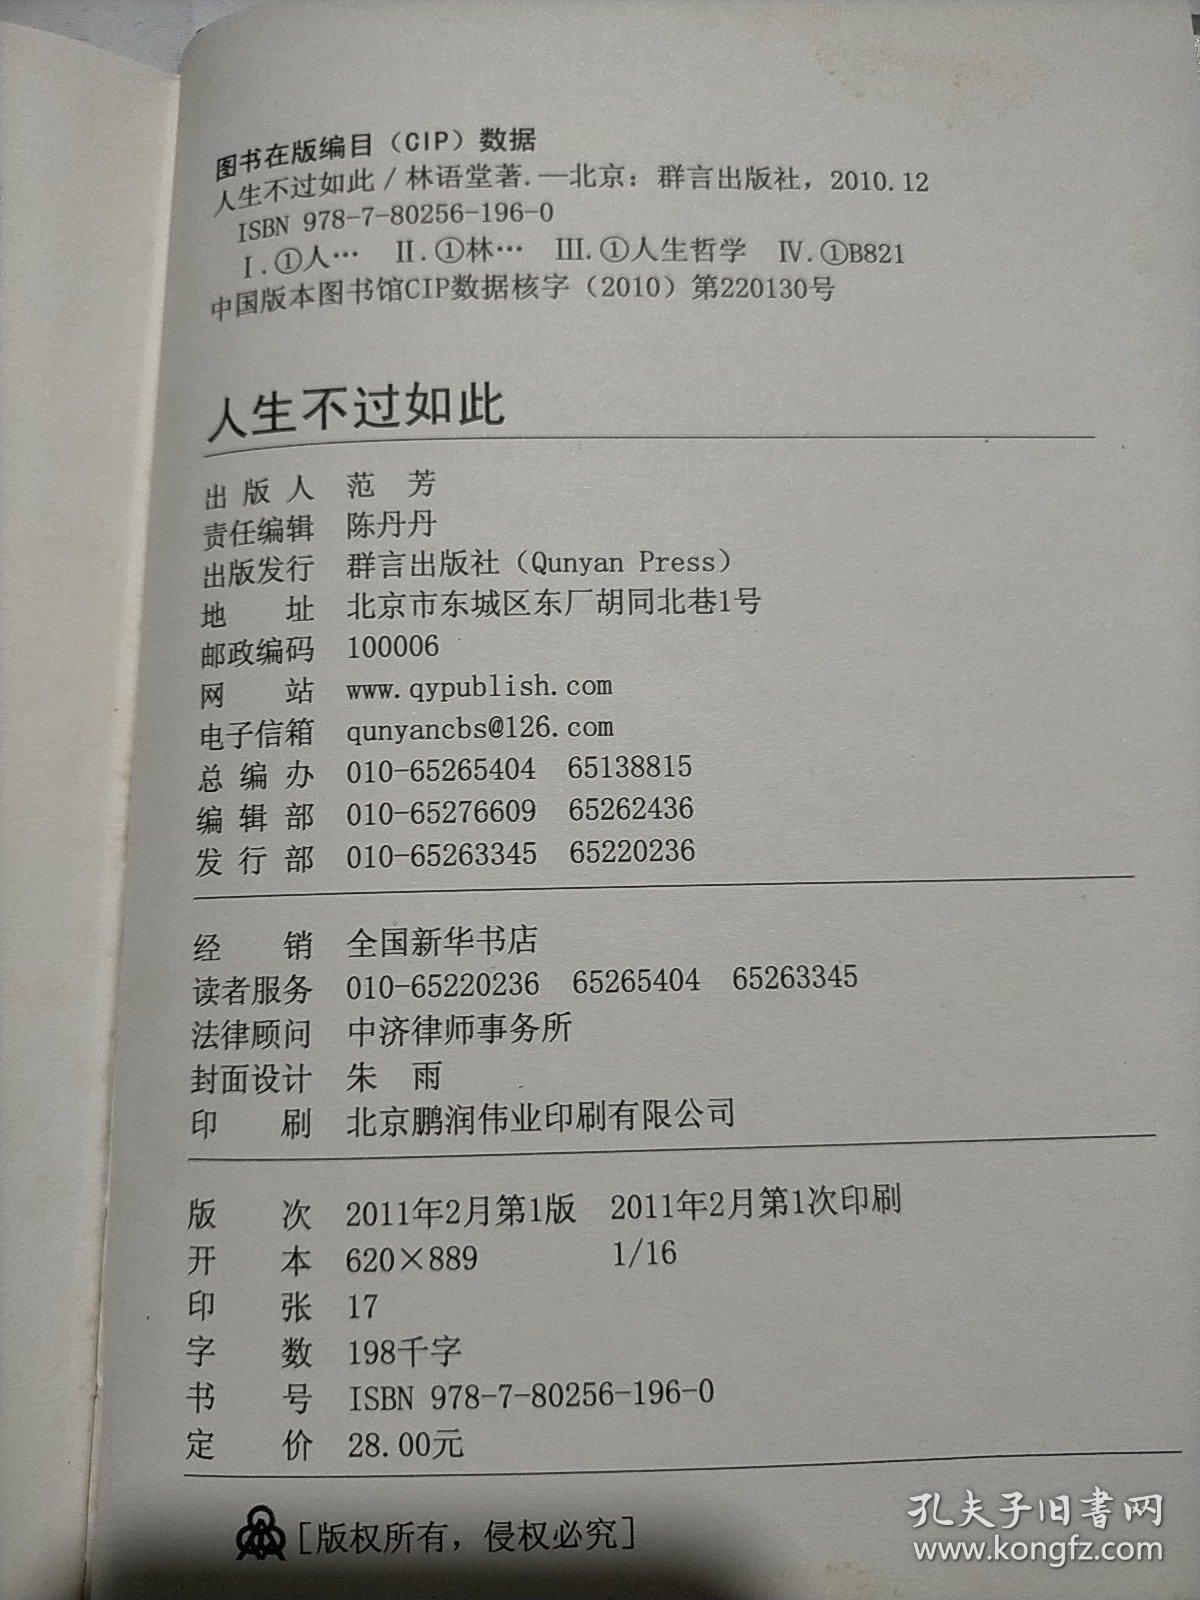 图书在版编目（CIP）数据
人生不过如此 / 林语堂著.—北京：群言出版社，2010.12
ISBN 978-7-80256-196-0
Ⅰ.①人… Ⅱ.①林… Ⅲ.①人生哲学 Ⅳ.①B821
中国版本图书馆CIP数据核字（2010）第220130号
人生不过如此
出版人 范 芳
责任编辑 陈丹丹
出版发行 群言出版社（Qunyan Press）
地 址 北京市东城区东厂胡同北巷1号
邮政编码 100006
网 站 www.qypublish.com
电子信箱 qunyancbs@126.com
总编办 010-65265404 65138815
编辑部 010-65276609 65262436
发行部 010-65263345 65220236
经 销 全国新华书店
读者服务 010-65220236 65265404 65263345
法律顾问 中济律师事务所
封面设计 朱 雨
印 刷 北京鹏润伟业印刷有限公司
版 次 2011年2月第1版 2011年2月第1次印刷
开 本 620×889 1/16
印 张 17
字 数 198千字
书 号 ISBN 978-7-80256-196-0
定 价 28.00元
[版权所有，侵权必究]
孔夫子旧书网
www.kongfz.com